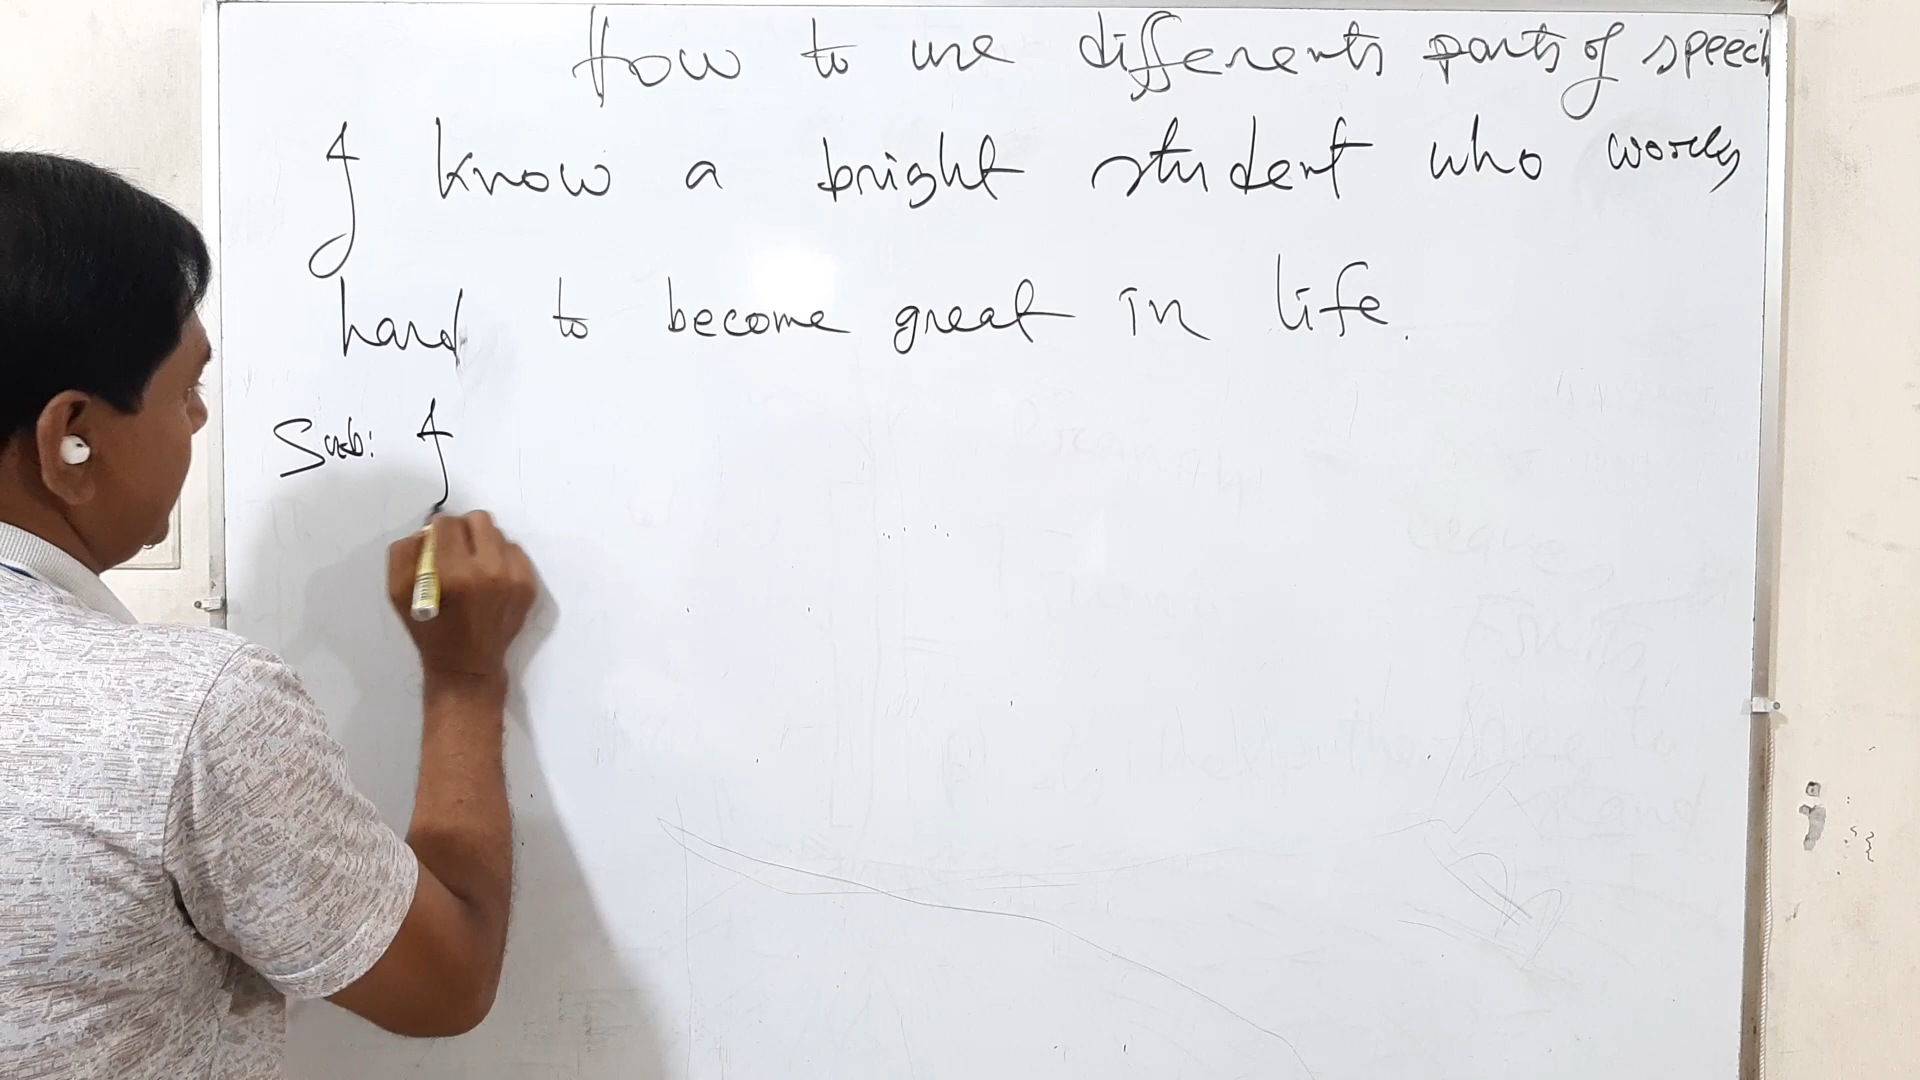 How to use differents parts of speech
I know a bright student who works
hard to become great in life.
Sub: I